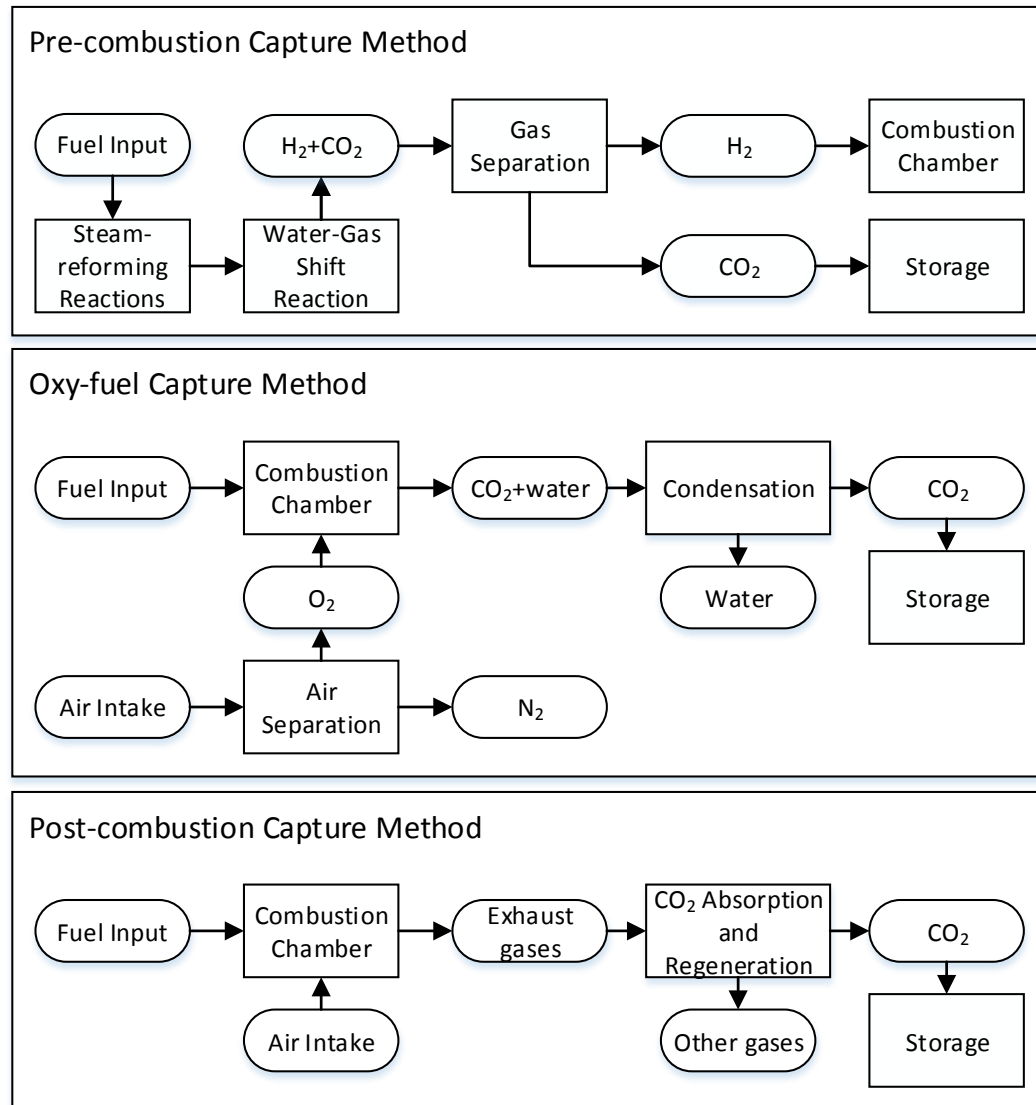 Pre-combustion Capture Method
Fuel Input
H₂+CO₂
Gas
Separation
H₂
Combustion
Chamber
Steam-
reforming
Reactions
Water-Gas
Shift
Reaction
CO₂
Storage
Oxy-fuel Capture Method
Fuel Input
Combustion
Chamber
CO₂+water
Condensation
CO₂
O₂
Water
Storage
Air Intake
Air
Separation
N₂
Post-combustion Capture Method
Fuel Input
Combustion
Chamber
Exhaust
gases
CO₂ Absorption
and
Regeneration
CO₂
Air Intake
Other gases
Storage